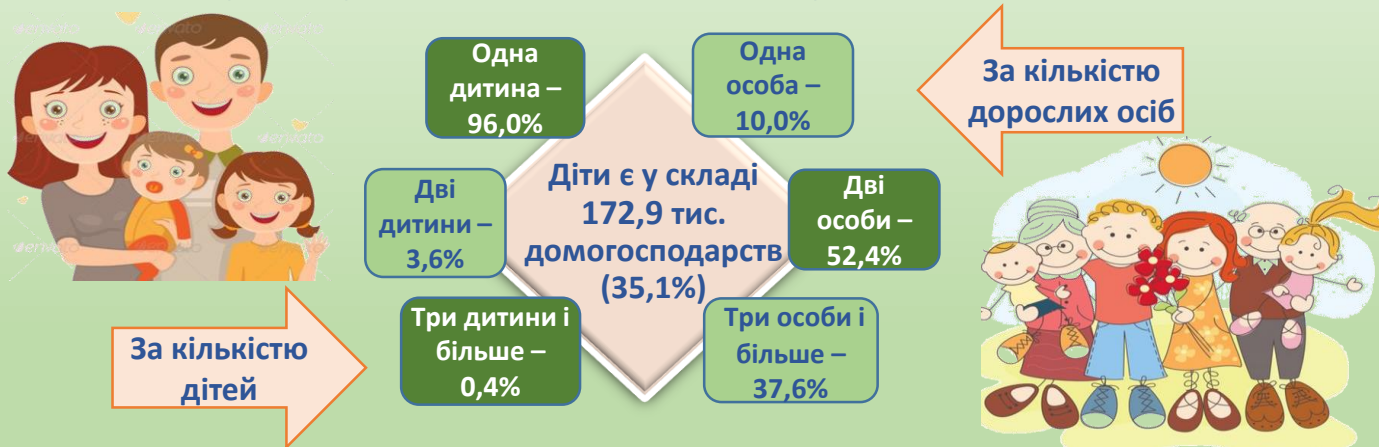 Одна
дитина –
96,0%
Одна
особа –
10,0%
За кількістю
дорослих осіб
Діти є у складі
172,9 тис.
домогосподарств
(35,1%)
Дві
дитини –
3,6%
Дві
особи –
52,4%
Три дитини і
більше –
0,4%
Три особи і
більше –
37,6%
За кількістю
дітей